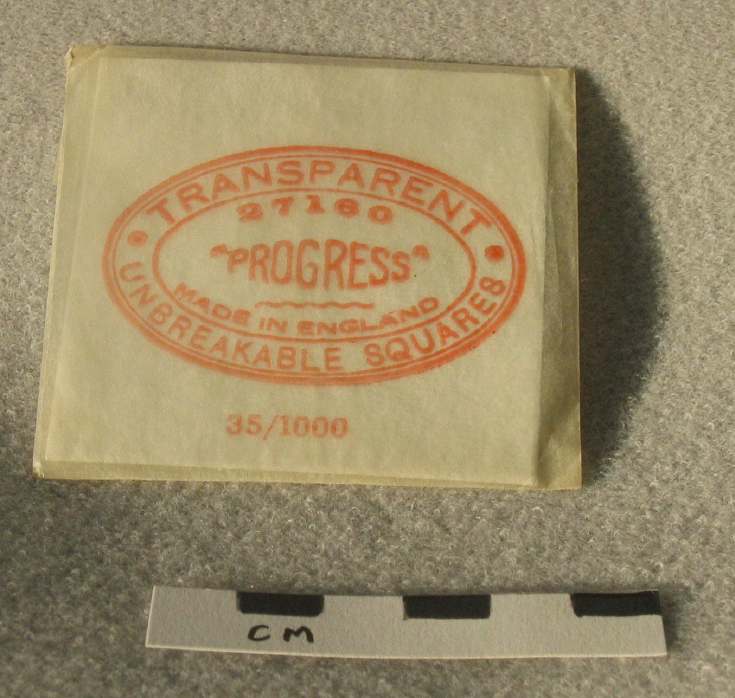 TRANSPARENT
27160
"PROGRESS"
MADE IN ENGLAND
UNBREAKABLE SQUARES
35/1000
CM